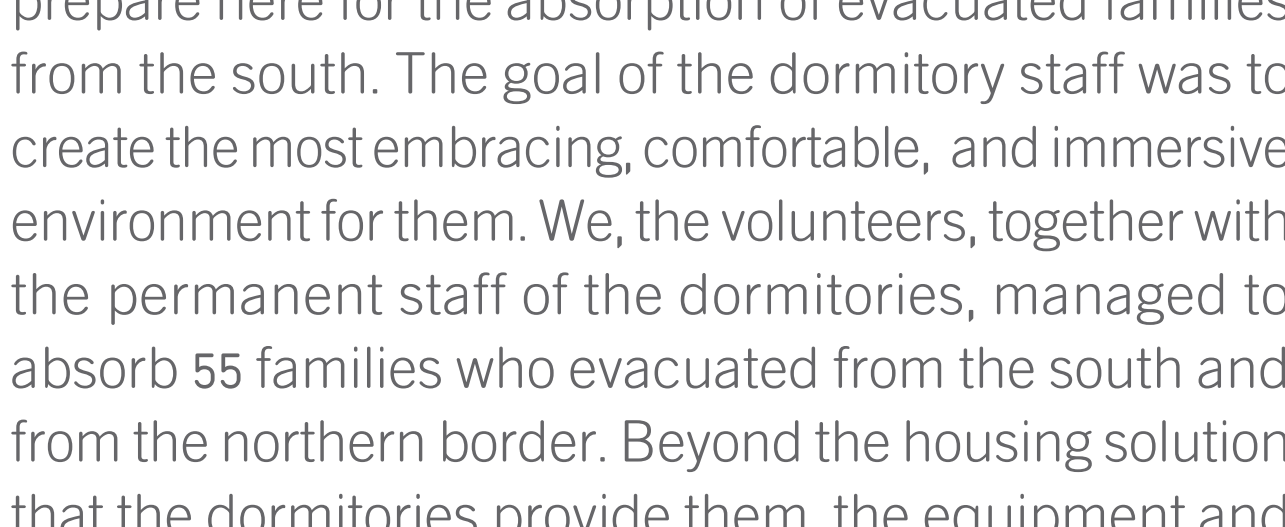 prepare here for the absorption of evacuated families
from the south. The goal of the dormitory staff was to
create the most embracing, comfortable, and immersive
environment for them. We, the volunteers, together with
the permanent staff of the dormitories, managed to
absorb 55 families who evacuated from the south and
from the northern border. Beyond the housing solution
that the dormitories provide them, the equipment and